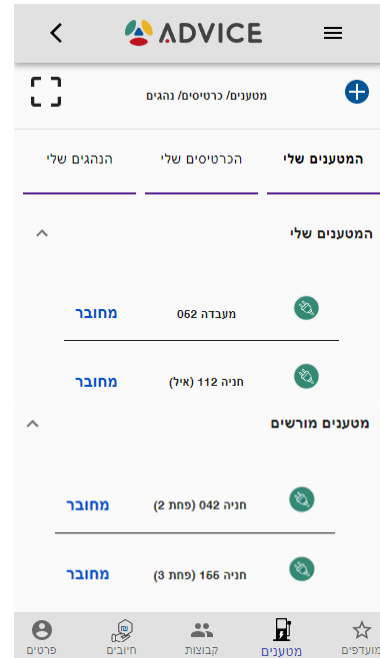 ADVICE
מטענים/ כרטיסים/ נהגים
המטענים שלי
הכרטיסים שלי
הנהגים שלי
המטענים שלי
מעבדה 052
מחובר
חניה 112 (איל)
מחובר
מטענים מורשים
חניה 042 (פחת 2)
מחובר
חניה 166 (פחת 3)
מחובר
מועדפים
מטענים
קבוצות
חיובים
פרטים